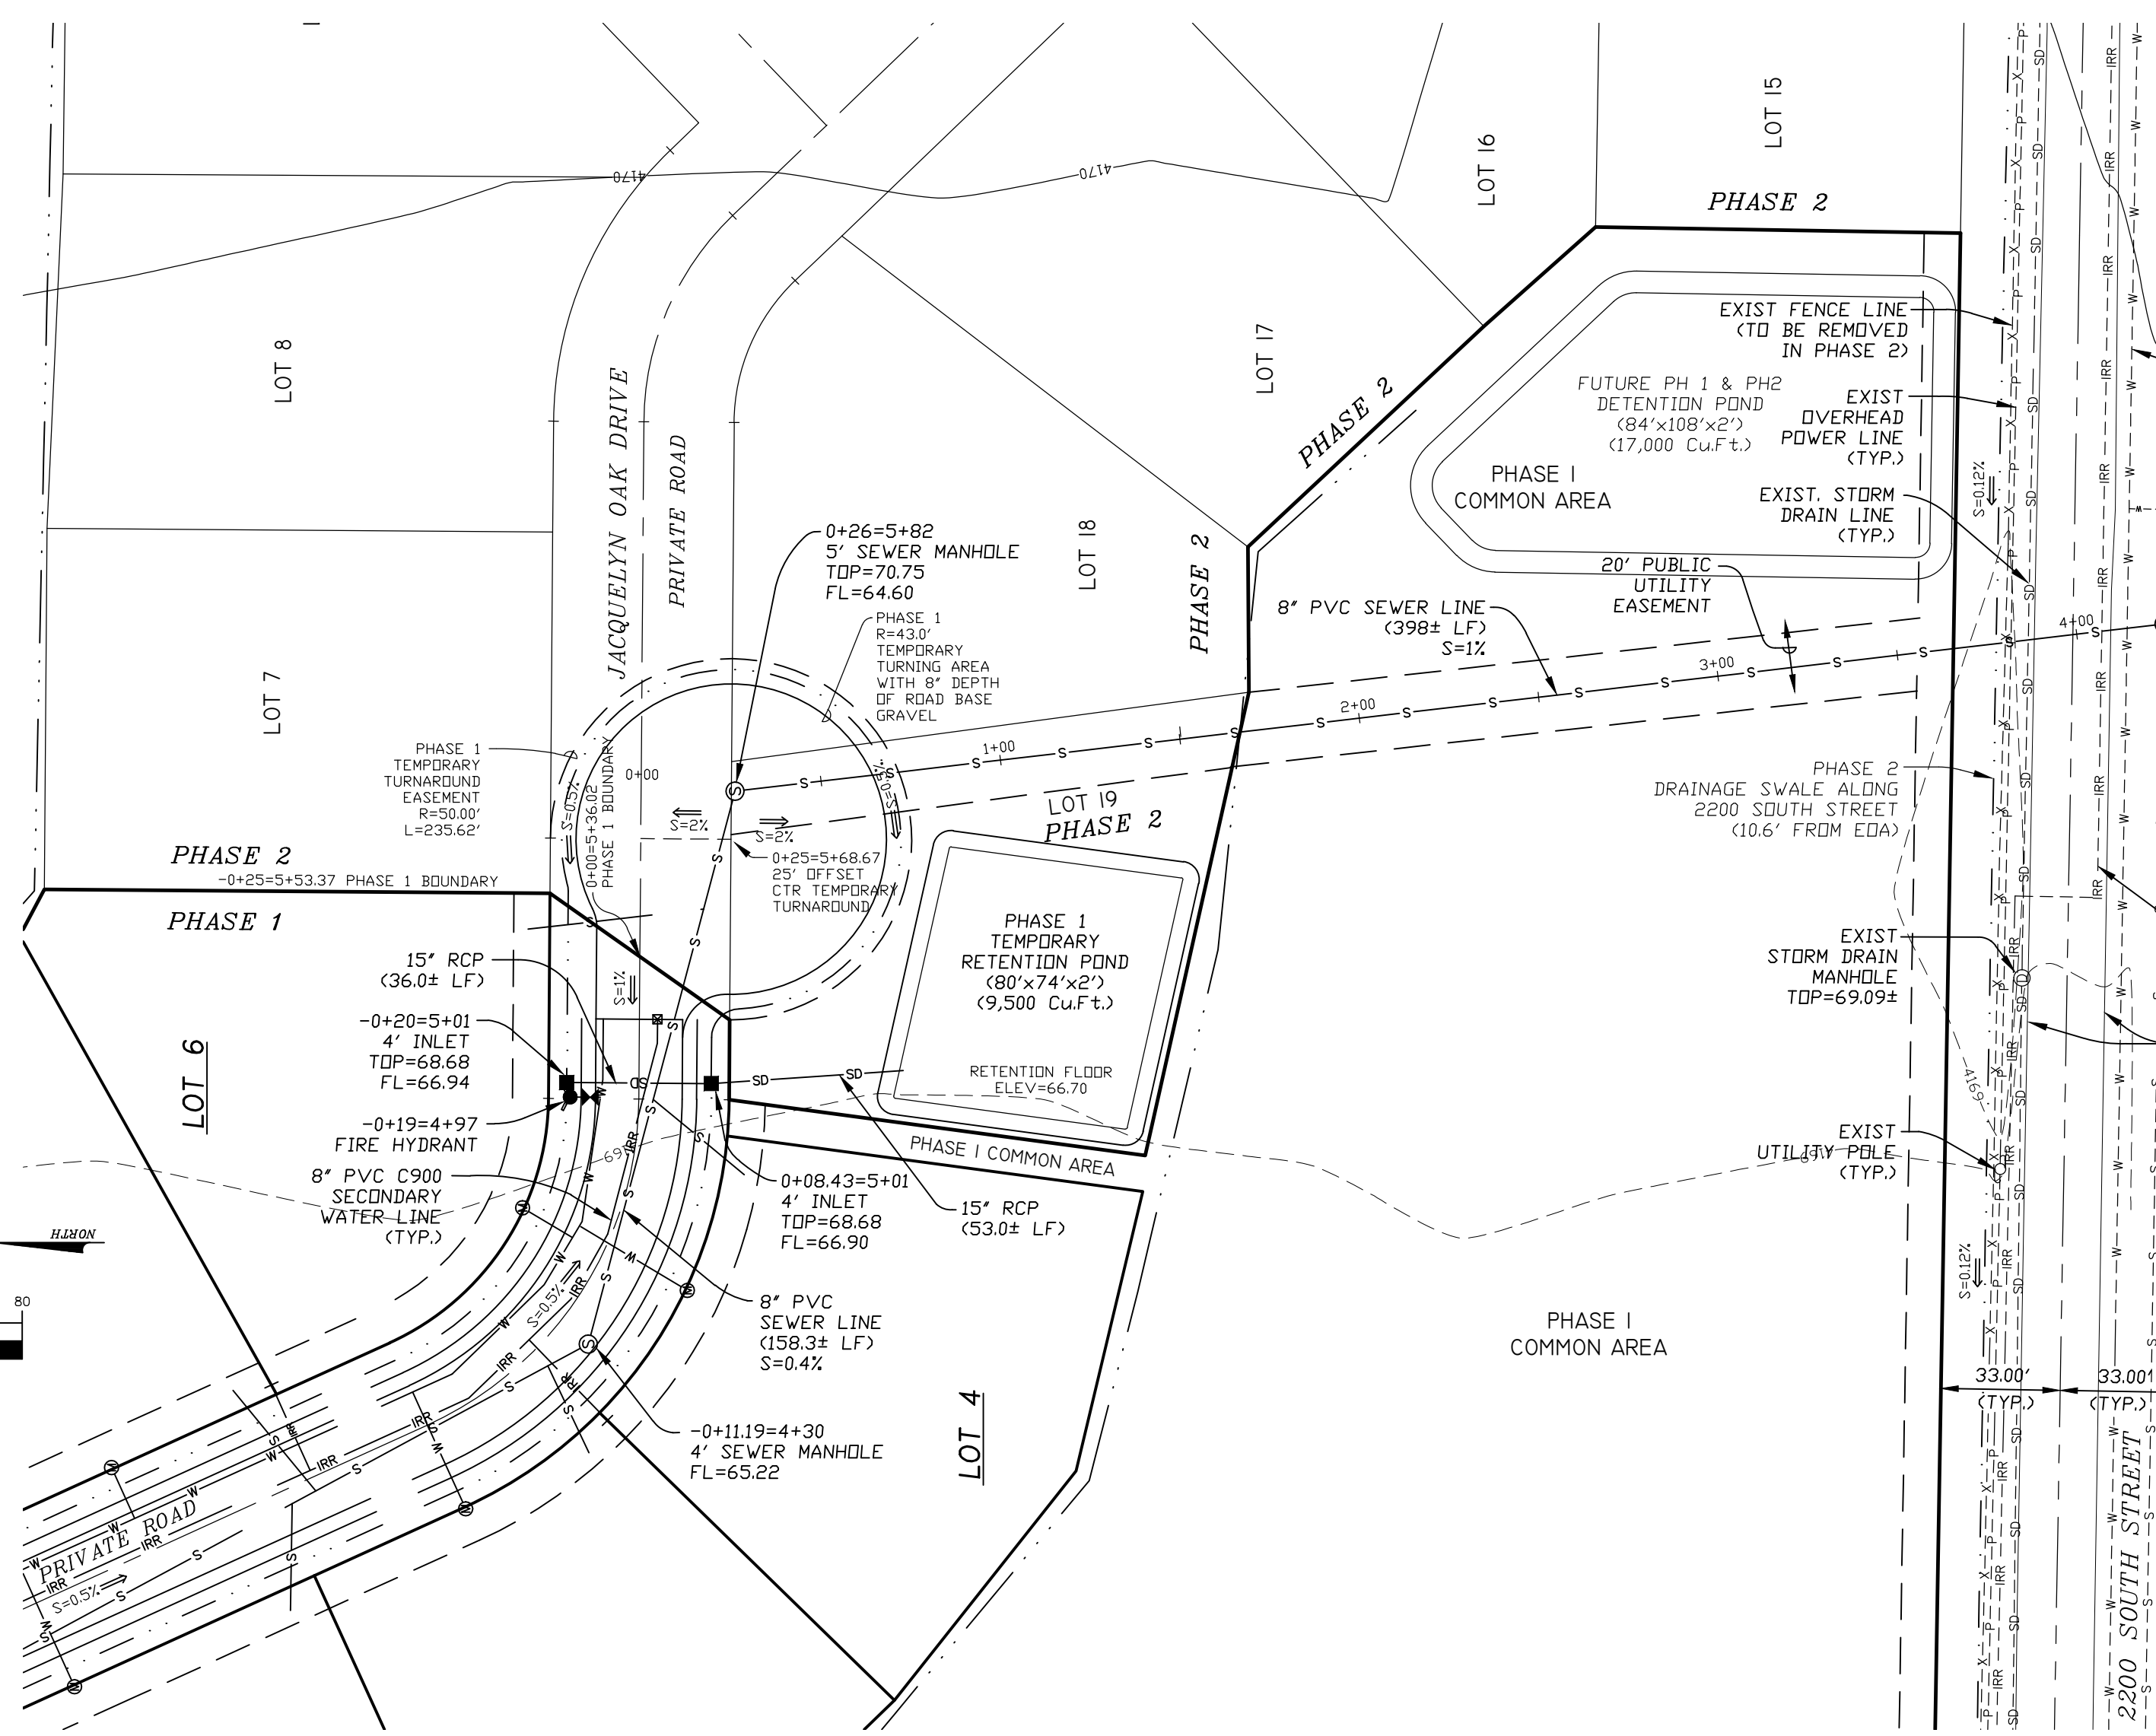 4170
4170
LOT 16
LOT 15
PHASE 2
LOT 8
JACQUELYN OAK DRIVE
PRIVATE ROAD
LOT 17
PHASE 2
EXIST FENCE LINE
(TO BE REMOVED
IN PHASE 2)
FUTURE PH 1 & PH2
DETENTION POND
(84'x108'x2')
(17,000 Cu.Ft.)
EXIST
OVERHEAD
POWER LINE
(TYP.)
PHASE I
COMMON AREA
EXIST. STORM
DRAIN LINE
(TYP.)
S=0.12%
0+26=5+82
5' SEWER MANHOLE
TOP=70.75
FL=64.60
LOT 18
PHASE 2
20' PUBLIC
UTILITY
EASEMENT
8" PVC SEWER LINE
(398± LF)
S=1%
PHASE 1
R=43.0'
TEMPORARY
TURNING AREA
WITH 8" DEPTH
OF ROAD BASE
GRAVEL
LOT 7
PHASE 1
TEMPORARY
TURNAROUND
EASEMENT
R=50.00'
L=235.62'
0+00
1+00
2+00
3+00
4+00
S=0.5%
S=0.5%
0+00=5+36.02
PHASE 1 BOUNDARY
S=2%
S=2%
LOT 19
PHASE 2
PHASE 2
DRAINAGE SWALE ALONG
2200 SOUTH STREET
(10.6' FROM EOA)
PHASE 2
-0+25=5+53.37 PHASE 1 BOUNDARY
PHASE 1
0+25=5+68.67
25' OFFSET
CTR TEMPORARY
TURNAROUND
PHASE 1
TEMPORARY
RETENTION POND
(80'x74'x2')
(9,500 Cu.Ft.)
EXIST
STORM DRAIN
MANHOLE
TOP=69.09±
15" RCP
(36.0± LF)
S=1%
-0+20=5+01
4' INLET
TOP=68.68
FL=66.94
LOT 6
RETENTION FLOOR
ELEV=66.70
4169
-0+19=4+97
FIRE HYDRANT
PHASE I COMMON AREA
EXIST
UTILITY POLE
(TYP.)
8" PVC C900
SECONDARY
WATER LINE
(TYP.)
0+08.43=5+01
4' INLET
TOP=68.68
FL=66.90
15" RCP
(53.0± LF)
NORTH
80
S=0.5%
8" PVC
SEWER LINE
(158.3± LF)
S=0.4%
PHASE I
COMMON AREA
S=0.12%
33.00'
(TYP.)
33.00'
(TYP.)
-0+11.19=4+30
4' SEWER MANHOLE
FL=65.22
LOT 4
PRIVATE ROAD
S=0.5%
2200 SOUTH STREET